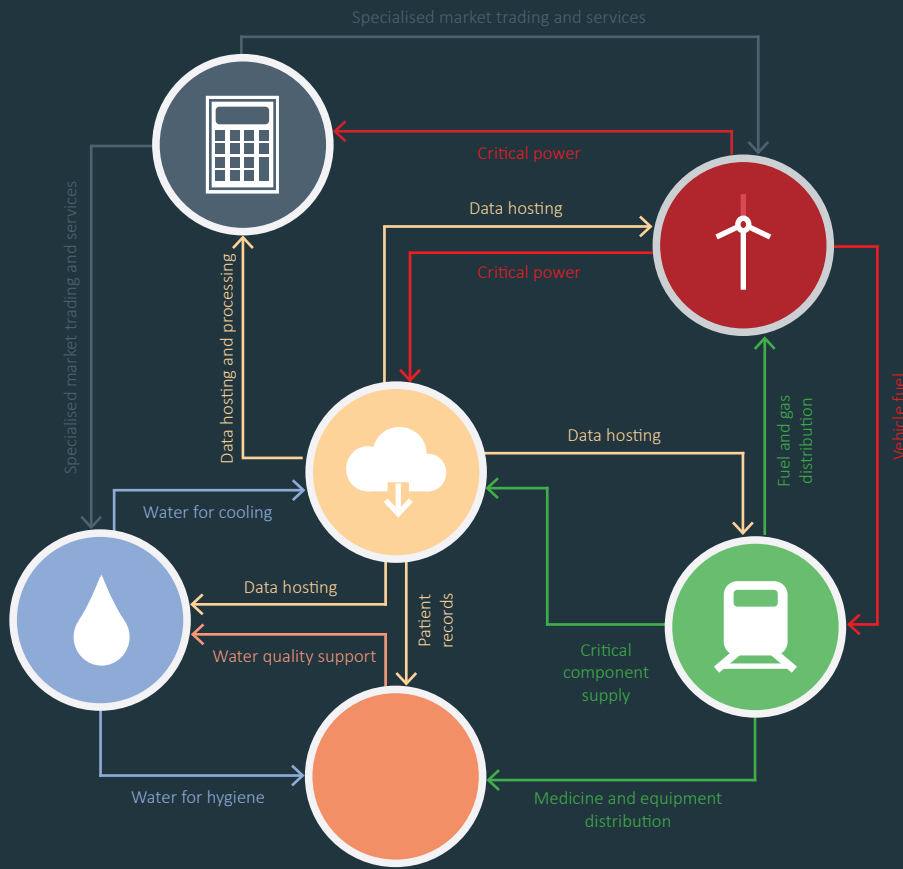 Specialised market trading and services
Critical power
Data hosting
Critical power
Specialised market trading and services
Data hosting and processing
Vehicle fuel
Fuel and gas
distribution
Data hosting
Water for cooling
Data hosting
Patient
records
Water quality support
Critical
component
supply
Water for hygiene
Medicine and equipment
distribution